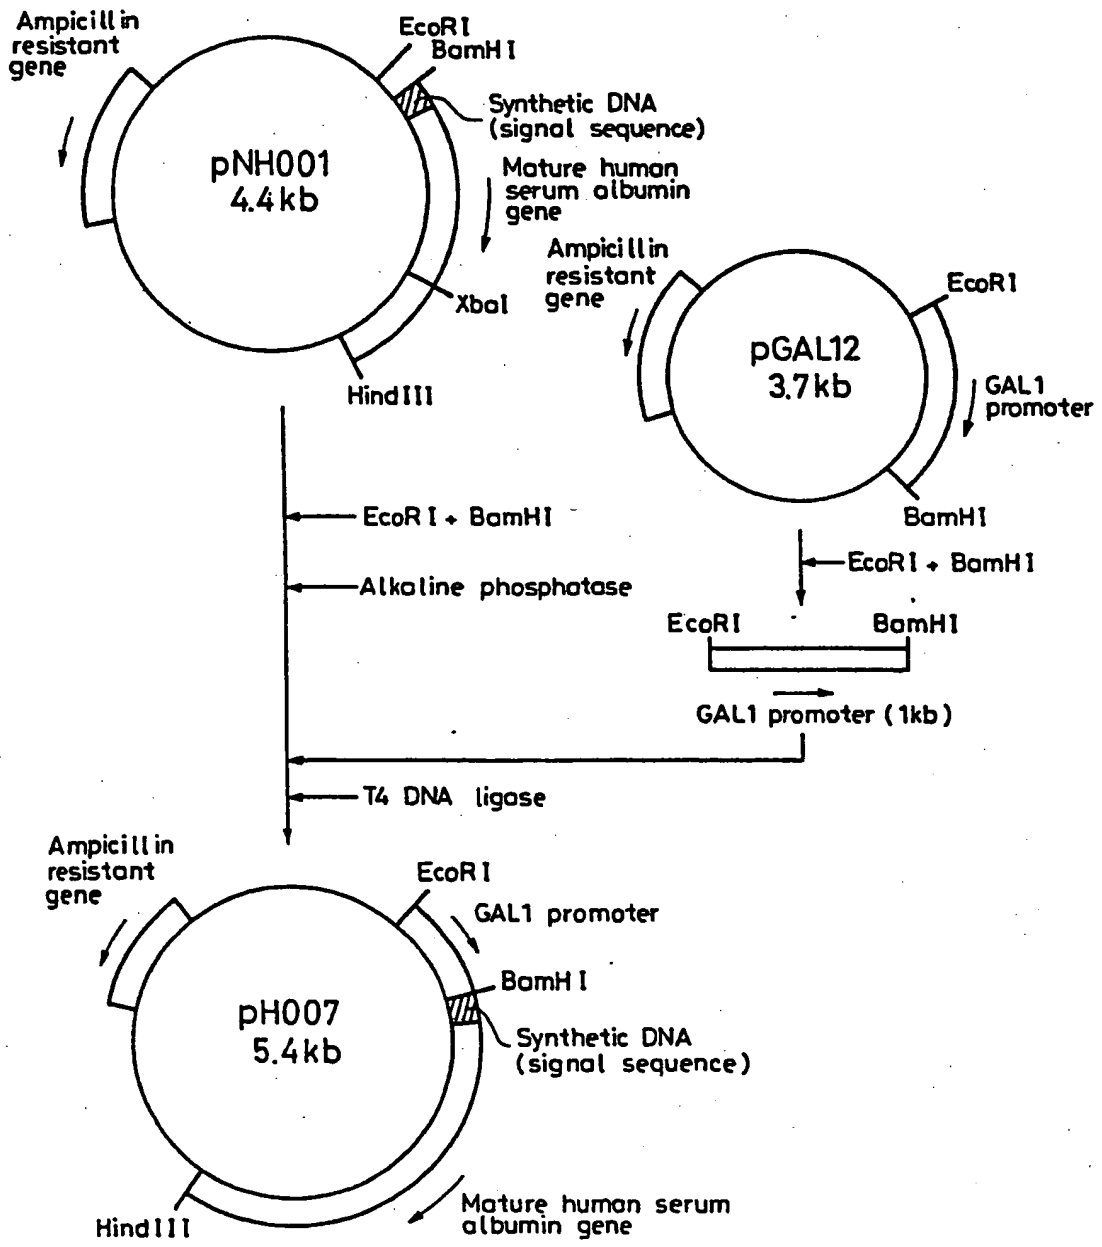 Ampicillin
resistant
gene
EcoRI
BamHI
Synthetic DNA
(signal sequence)
pNH001
4.4kb
Mature human
serum albumin
gene
XbaI
HindIII
Ampicillin
resistant
gene
EcoRI
pGAL12
3.7kb
GAL1
promoter
BamHI
EcoRI + BamHI
Alkaline phosphatase
EcoRI + BamHI
EcoRI
BamHI
GAL1 promoter (1kb)
T4 DNA ligase
Ampicillin
resistant
gene
EcoRI
GAL1 promoter
BamHI
pH007
5.4kb
Synthetic DNA
(signal sequence)
HindIII
Mature human serum
albumin gene